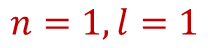 n = 1, l = 1